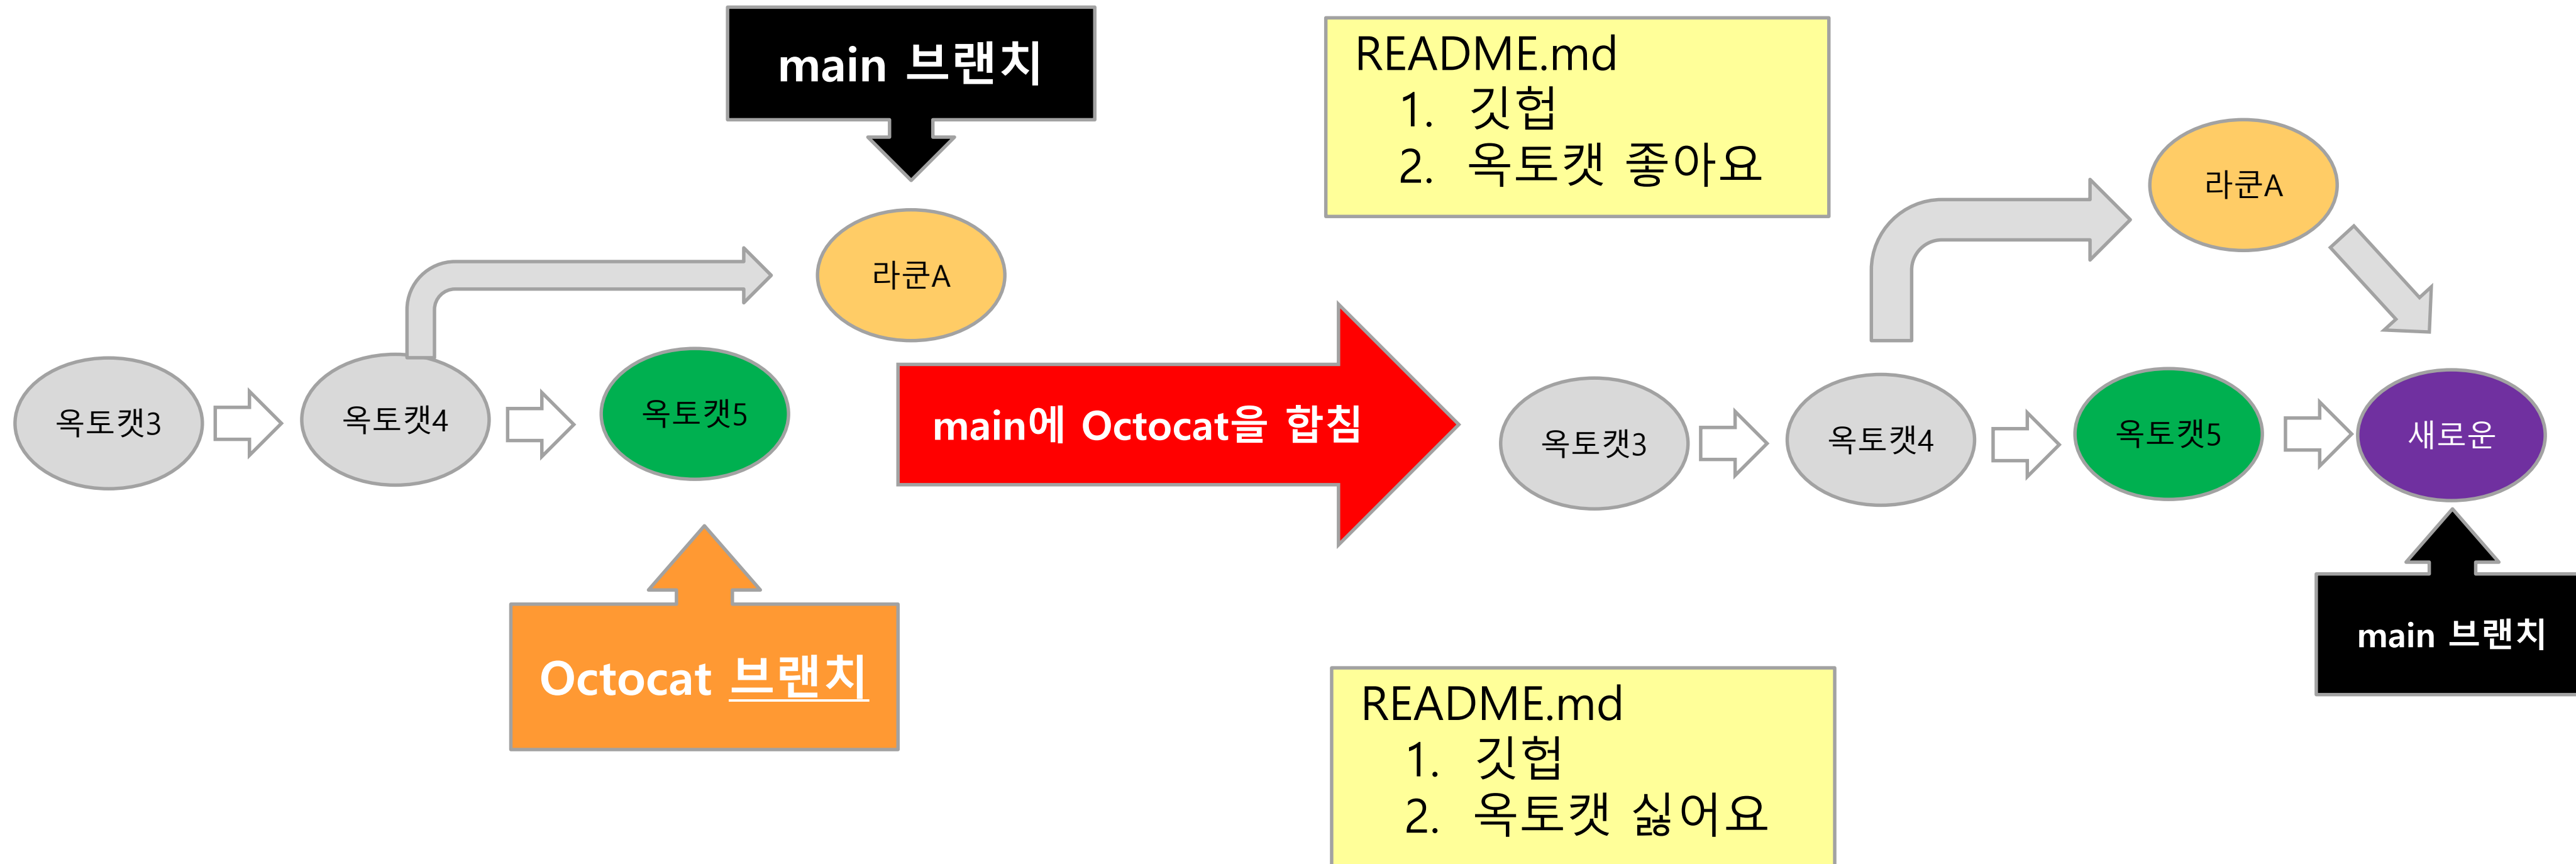 main 브랜치
README.md
1. 깃헙
2. 옥토캣 좋아요
라쿤A
라쿤A
옥토캣3
옥토캣4
옥토캣5
main에 Octocat을 합침
옥토캣3
옥토캣4
옥토캣5
새로운
Octocat 브랜치
main 브랜치
README.md
1. 깃헙
2. 옥토캣 싫어요